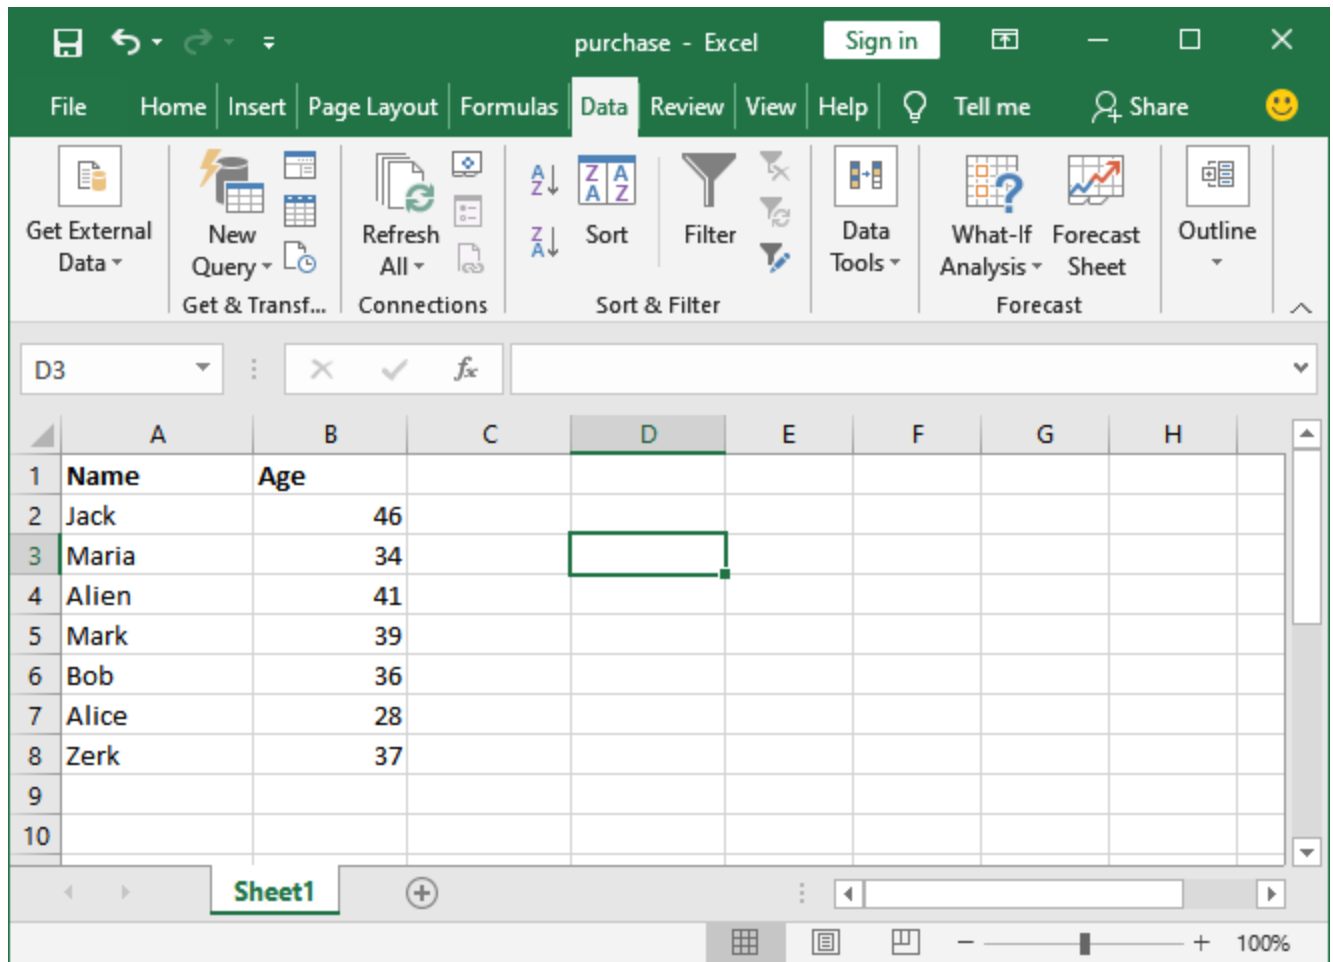 purchase - Excel Sign in
File Home Insert Page Layout Formulas Data Review View Help Tell me Share
Get External Data
New Query
Get & Transf...
Refresh All
Connections
Sort
Filter
Sort & Filter
Data Tools
What-If Analysis
Forecast Sheet
Forecast
Outline
D3 fx
A B C D E F G H
1 Name Age
2 Jack 46
3 Maria 34
4 Alien 41
5 Mark 39
6 Bob 36
7 Alice 28
8 Zerk 37
9
10
Sheet1
100%